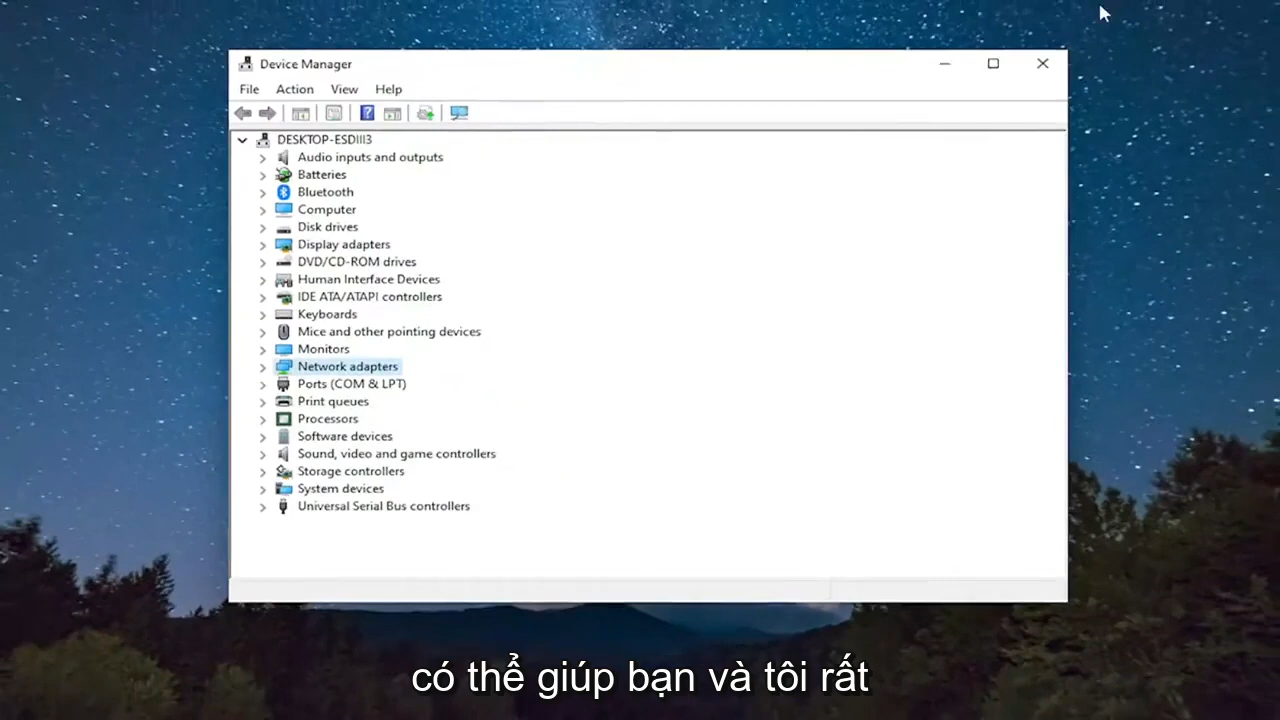 Device Manager
File Action View Help
DESKTOP-ESDIII3
Audio inputs and outputs
Batteries
Bluetooth
Computer
Disk drives
Display adapters
DVD/CD-ROM drives
Human Interface Devices
IDE ATA/ATAPI controllers
Keyboards
Mice and other pointing devices
Monitors
Network adapters
Ports (COM & LPT)
Print queues
Processors
Software devices
Sound, video and game controllers
Storage controllers
System devices
Universal Serial Bus controllers
có thể giúp bạn và tôi rất